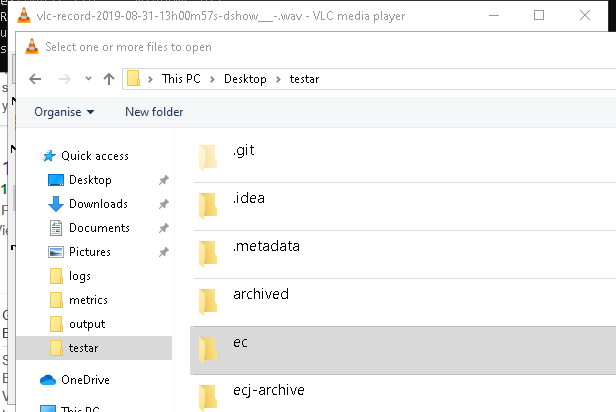 vlc-record-2019-08-31-13h00m57s-dshow___-.wav - VLC media player
Select one or more files to open
This PC > Desktop > testar
Organise
New folder
Quick access
Desktop
Downloads
Documents
Pictures
logs
metrics
output
testar
OneDrive
This PC
.git
.idea
.metadata
archived
ec
ecj-archive